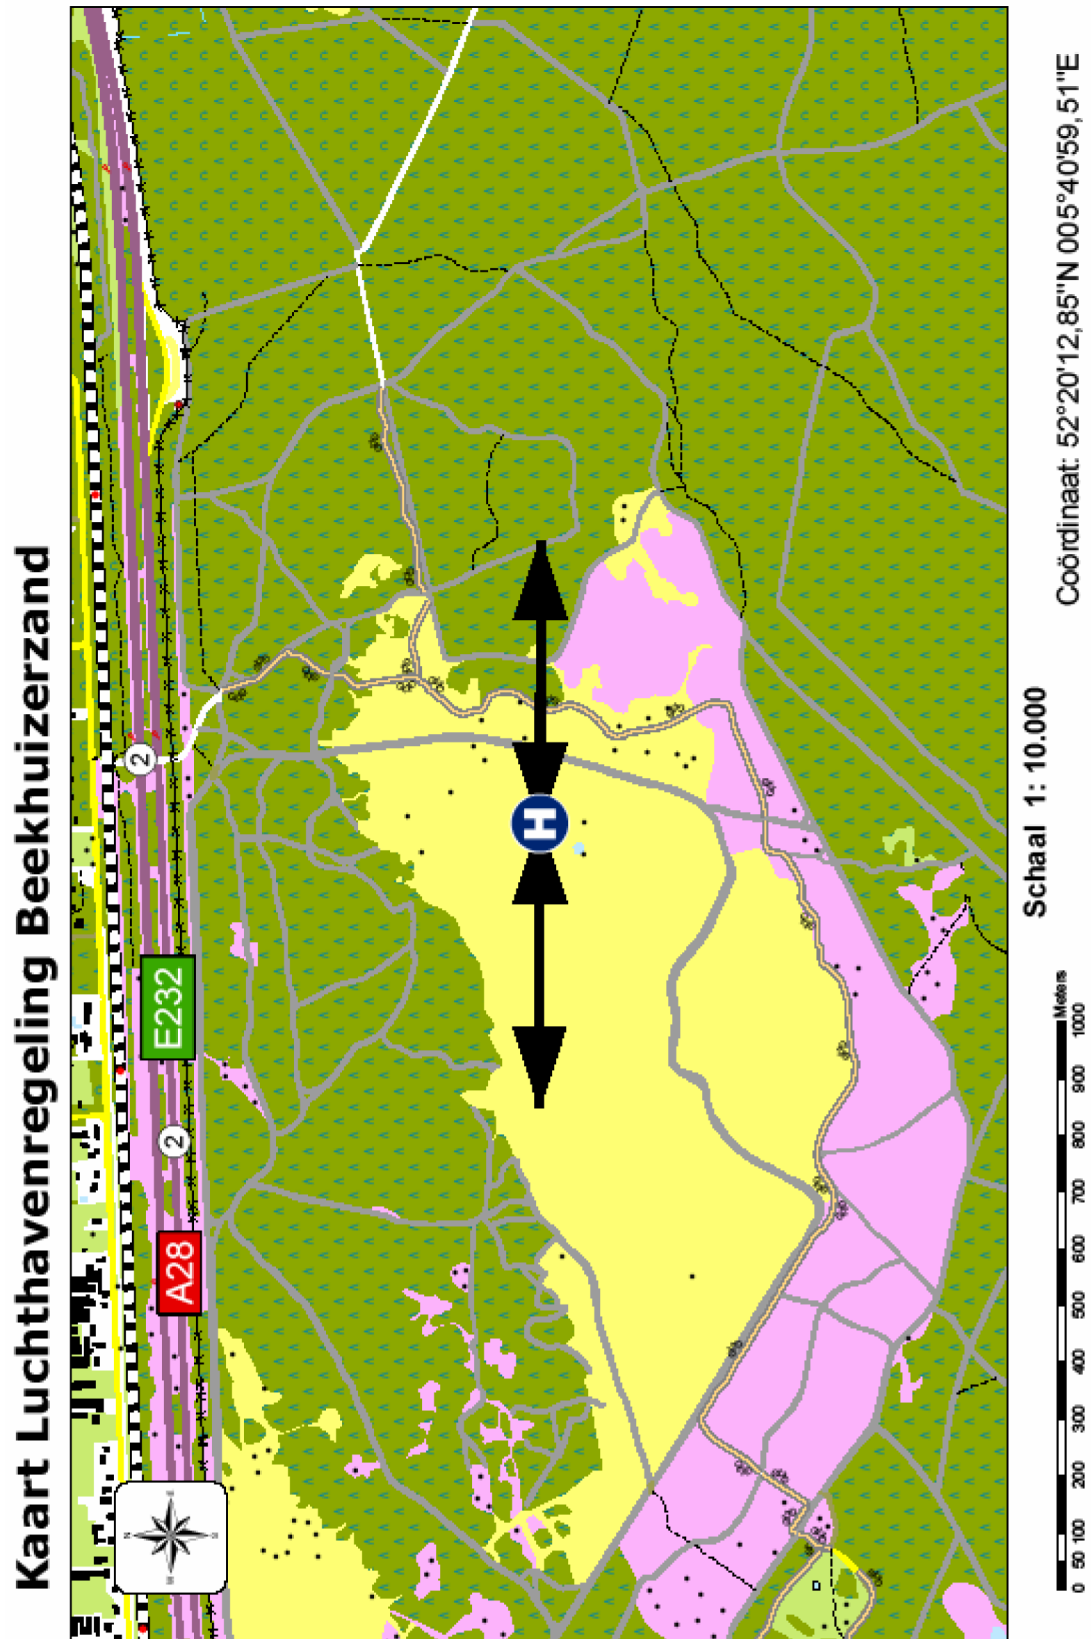 Kaart Luchthavenregeling Beekhuizerzand
2
E232
2
A28
H
Schaal 1: 10.000
Coördinaat: 52°20'12,85"N 005°40'59,51"E
0 50 100 200 300 400 500 600 700 800 900 1000
Meters